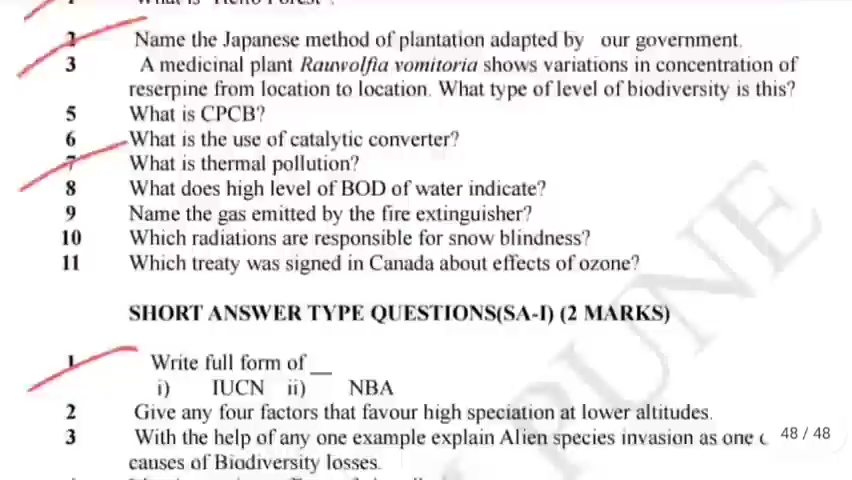 2 Name the Japanese method of plantation adapted by our government.
3 A medicinal plant Rauwolfia vomitoria shows variations in concentration of
reserpine from location to location. What type of level of biodiversity is this?
5 What is CPCB?
6 What is the use of catalytic converter?
7 What is thermal pollution?
8 What does high level of BOD of water indicate?
9 Name the gas emitted by the fire extinguisher?
10 Which radiations are responsible for snow blindness?
11 Which treaty was signed in Canada about effects of ozone?
SHORT ANSWER TYPE QUESTIONS(SA-I) (2 MARKS)
1 Write full form of __
i) IUCN ii) NBA
2 Give any four factors that favour high speciation at lower altitudes.
3 With the help of any one example explain Alien species invasion as one
48 / 48
causes of Biodiversity losses.
PUNE